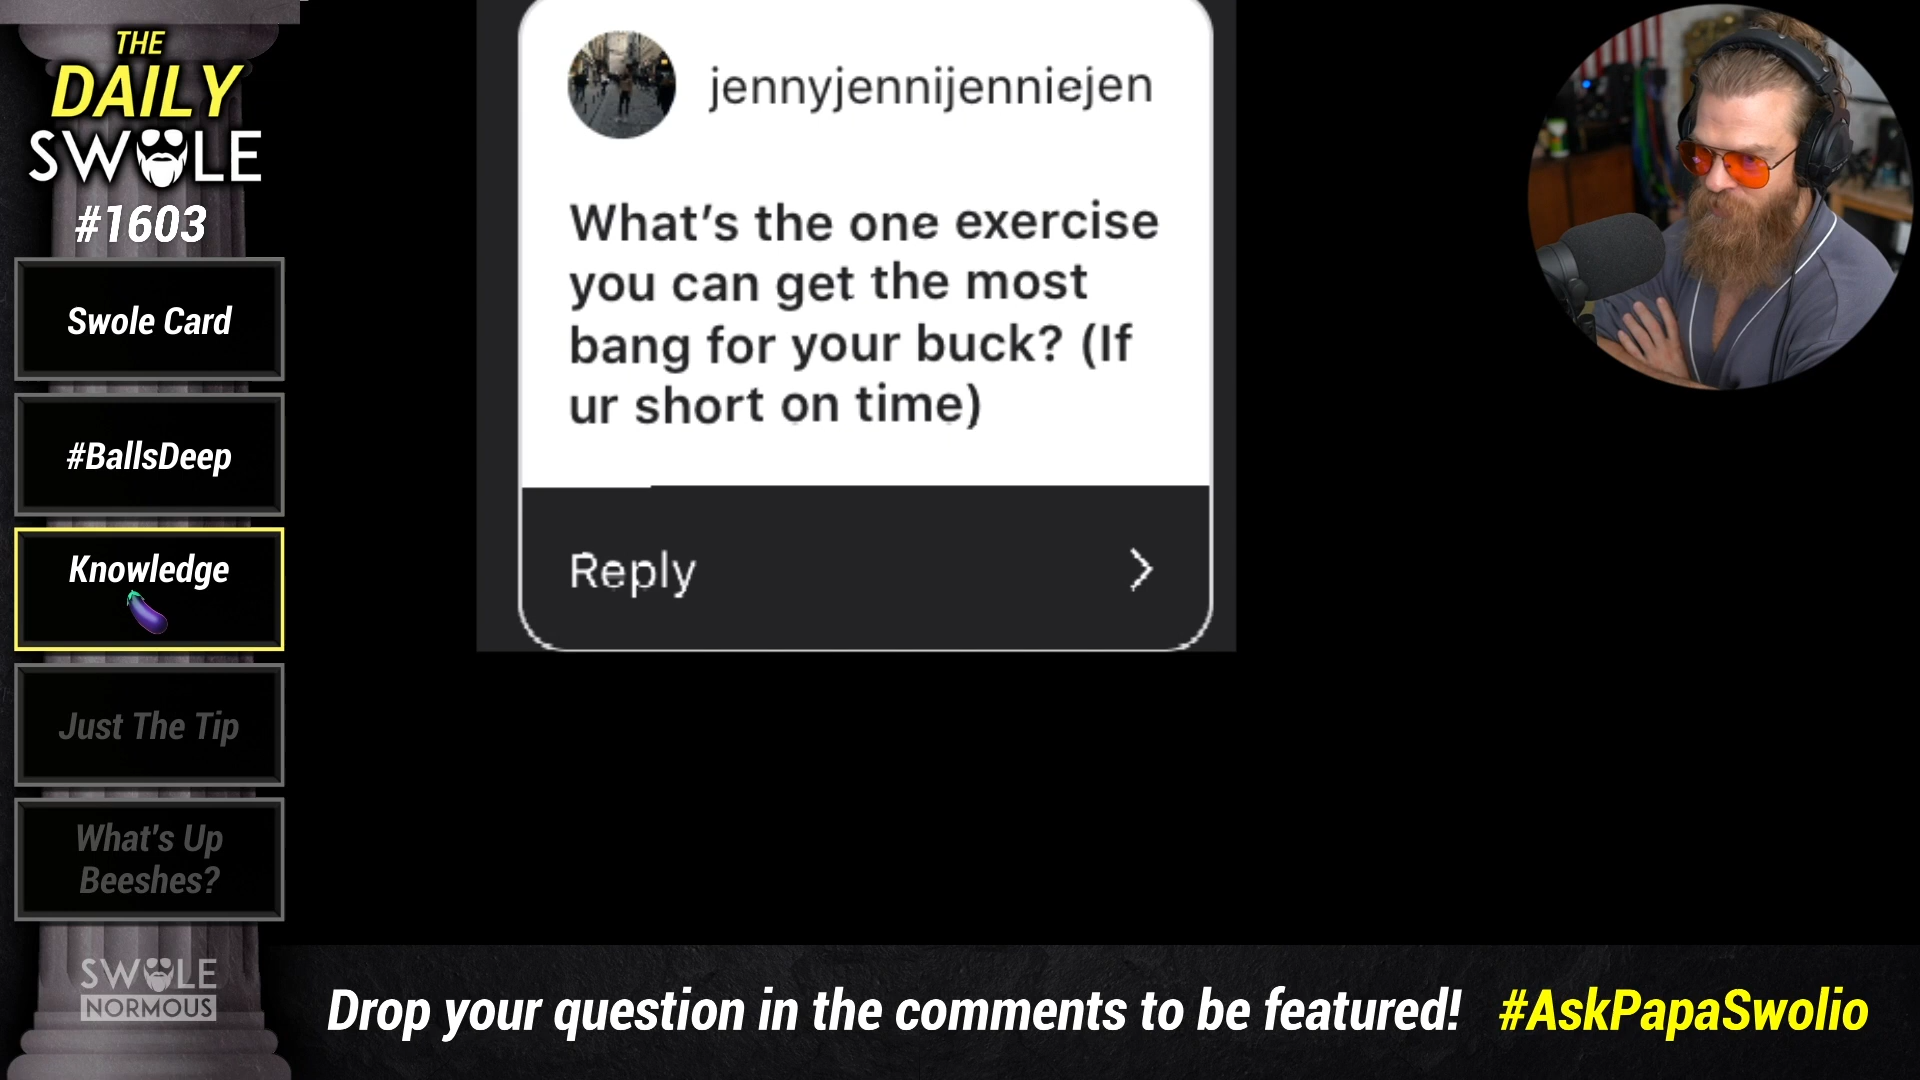 THE
DAILY
SWOLE
#1603
Swole Card
#BallsDeep
Knowledge
Just The Tip
What's Up
Beeshes?
SWOLE
NORMOUS
jennyjennijenniejen
What's the one exercise
you can get the most
bang for your buck? (If
ur short on time)
Reply
Drop your question in the comments to be featured! #AskPapaSwolio